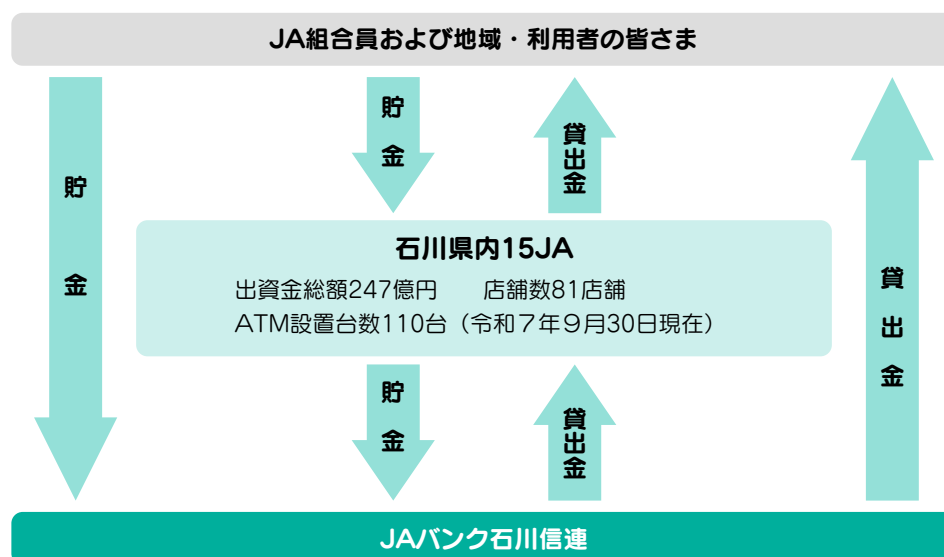 JA組合員および地域・利用者の皆さま
貯金
貯金
貸出金
貸出金
石川県内15JA
出資金総額247億円　　店舗数81店舗
ATM設置台数110台（令和７年９月30日現在）
貯金
貸出金
JAバンク石川信連